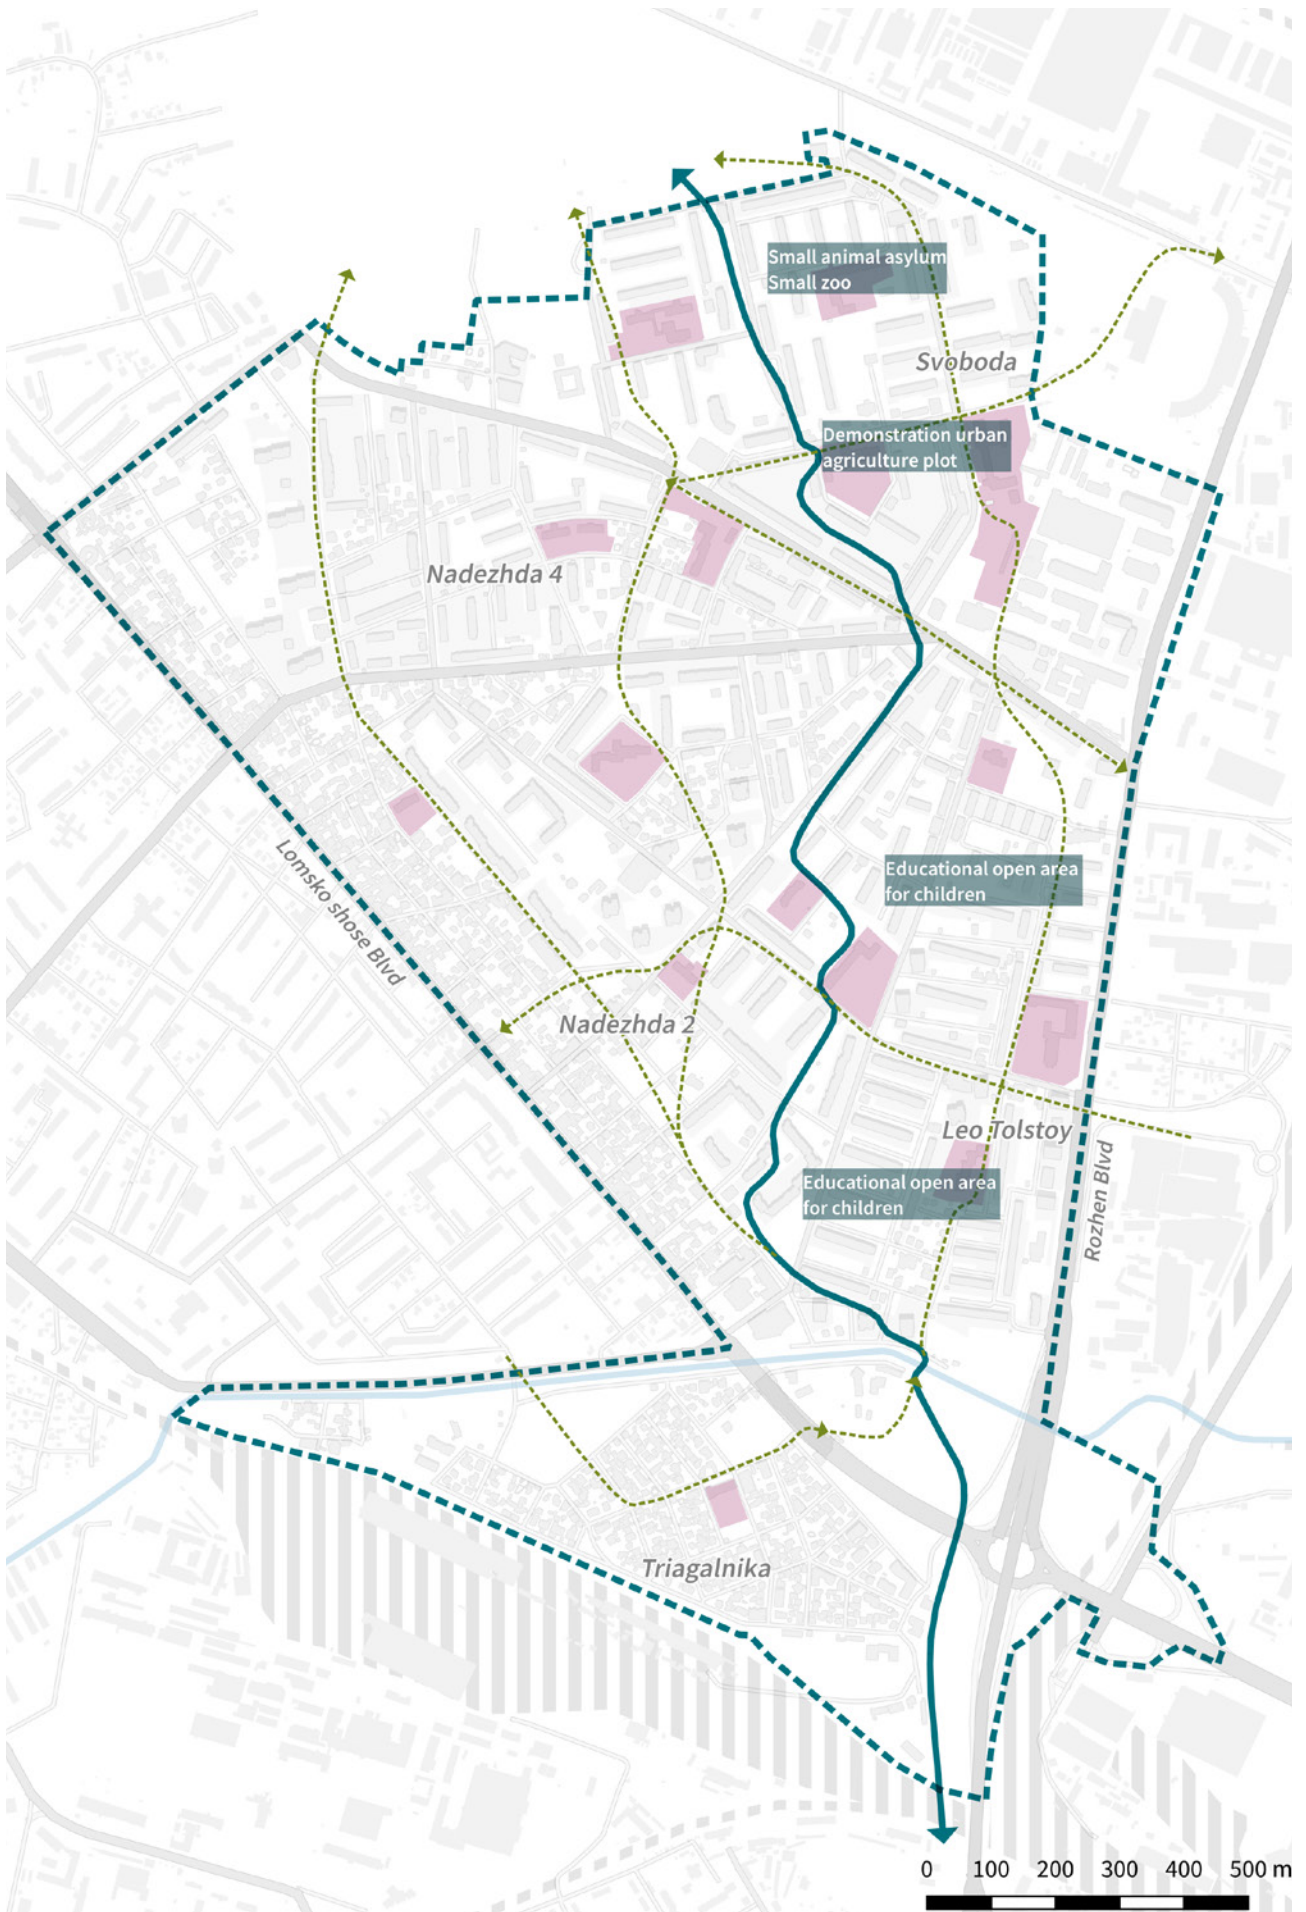 Small animal asylum
Small zoo
Svoboda
Demonstration urban
agriculture plot
Nadezhda 4
Lomsko shose Blvd
Educational open area
for children
Nadezhda 2
Leo Tolstoy
Rozhen Blvd
Educational open area
for children
Triagalnika
0 100 200 300 400 500 m